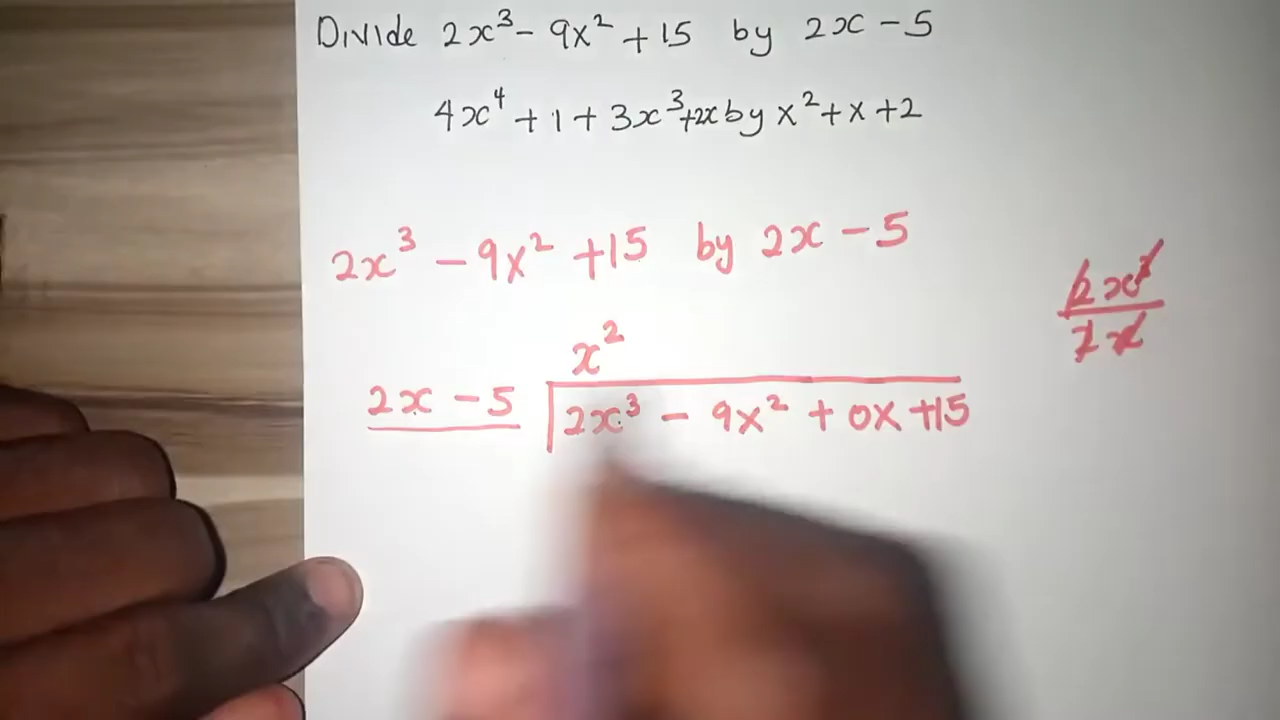 Divide 2x³ - 9x² + 15 by 2x - 5
4x⁴ + 1 + 3x³ + 2x by x² + x + 2
2x³ - 9x² + 15 by 2x - 5
x²
2x - 5 2x³ - 9x² + 0x + 15
2x³
2x